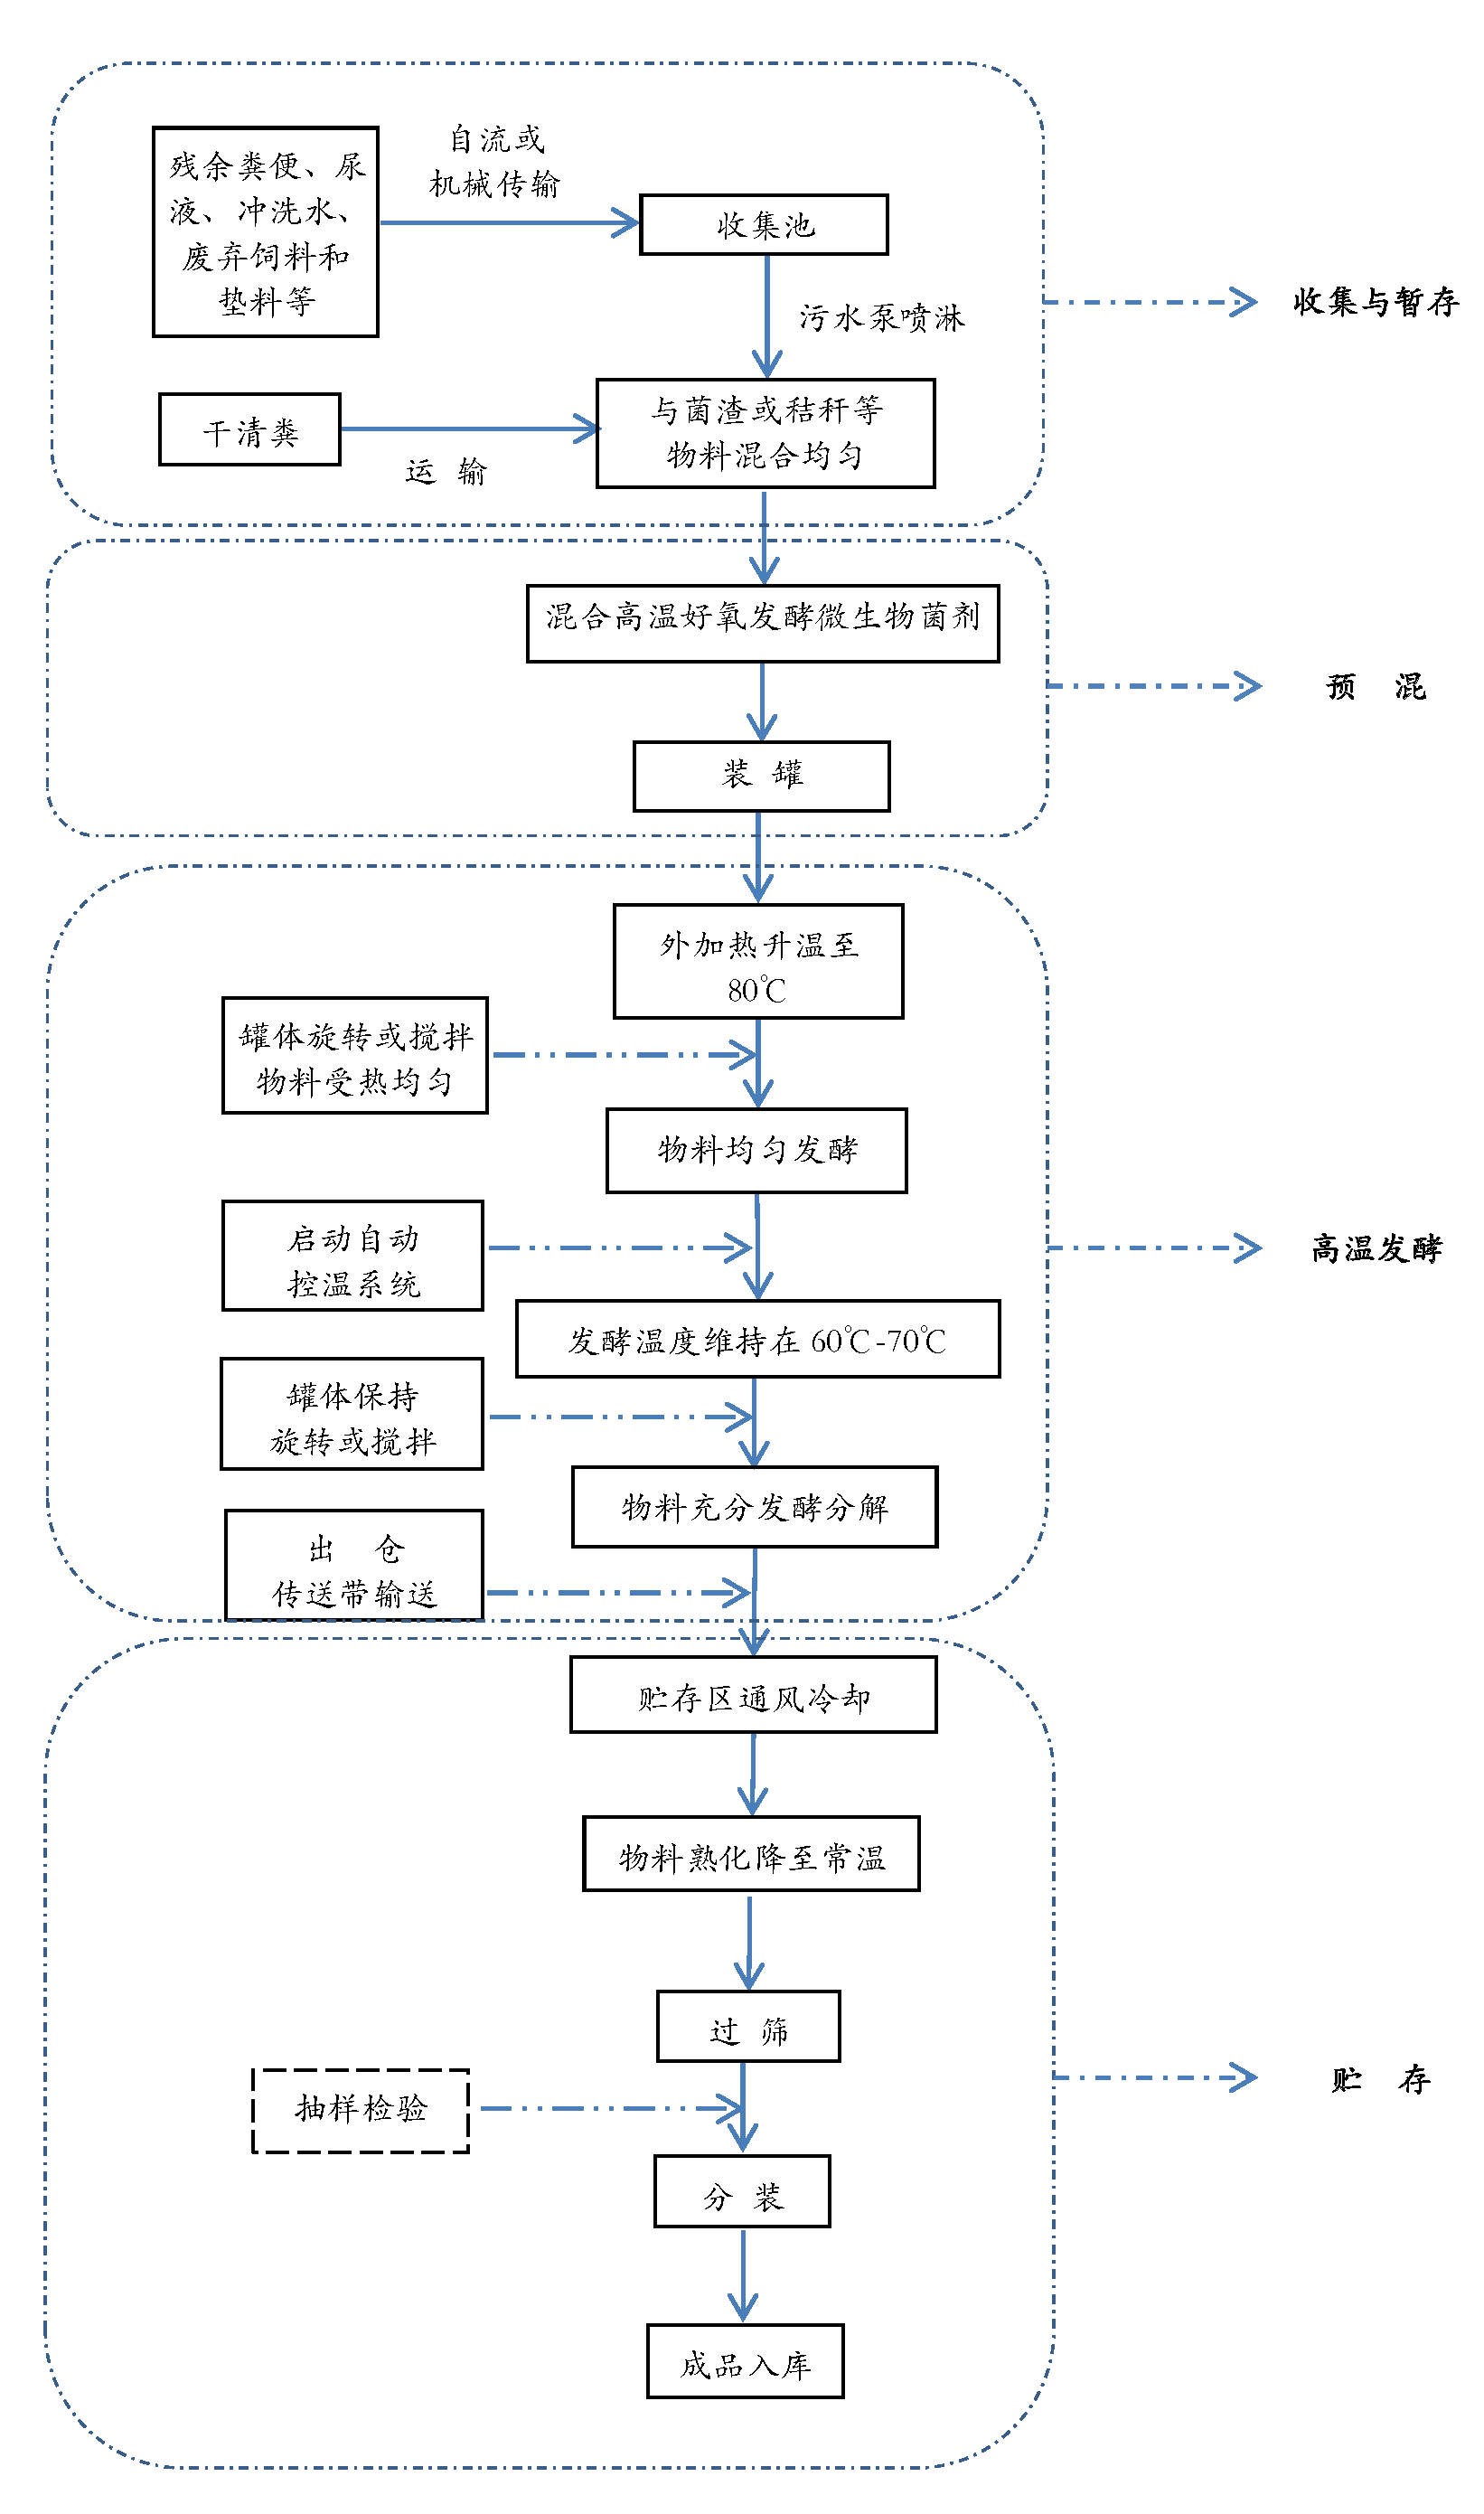 残余粪便、尿
液、冲洗水、
废弃饲料和
垫料等
自流或
机械传输
收集池
污水泵喷淋
收集与暂存
干清粪
运 输
与菌渣或秸秆等
物料混合均匀
混合高温好氧发酵微生物菌剂
预 混
装 罐
外加热升温至
80℃
罐体旋转或搅拌
物料受热均匀
物料均匀发酵
启动自动
控温系统
高温发酵
发酵温度维持在 60℃-70℃
罐体保持
旋转或搅拌
物料充分发酵分解
出 仓
传送带输送
贮存区通风冷却
物料熟化降至常温
过 筛
贮 存
抽样检验
分 装
成品入库